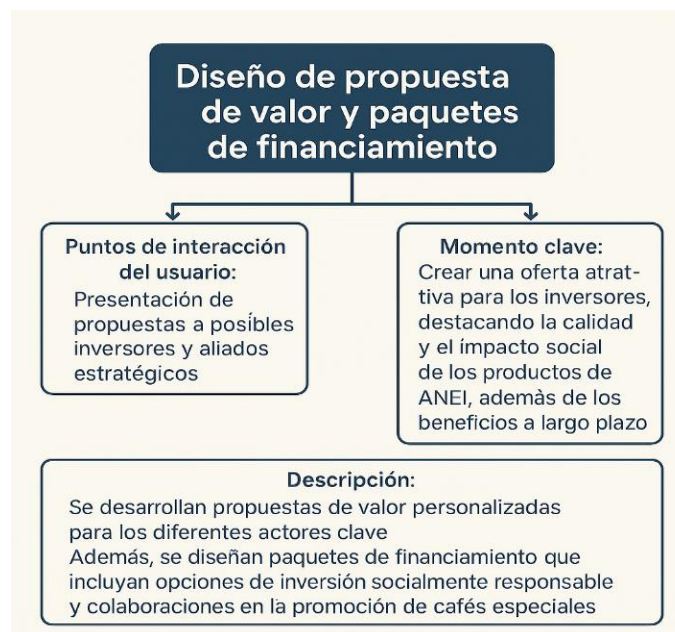 Diseño de propuesta
de valor y paquetes
de financiamiento
Puntos de interacción
del usuario:
Presentación de
propuestas a posíbles
inversores y aliados
estratégicos
Momento clave:
Crear una oferta atrat-
tiva para los inversores,
destacando la calidad
y el ímpacto social
de los productos de
ANEI, ademàs de los
beneficios a largo plazo
Descripción:
Se desarrollan propuestas de valor personalizadas
para los diferentes actores clave
Además, se diseñan paquetes de financiamiento que
incluyan opciones de inversión socialmente responsable
y colaboraciones en la promoción de cafés especiales